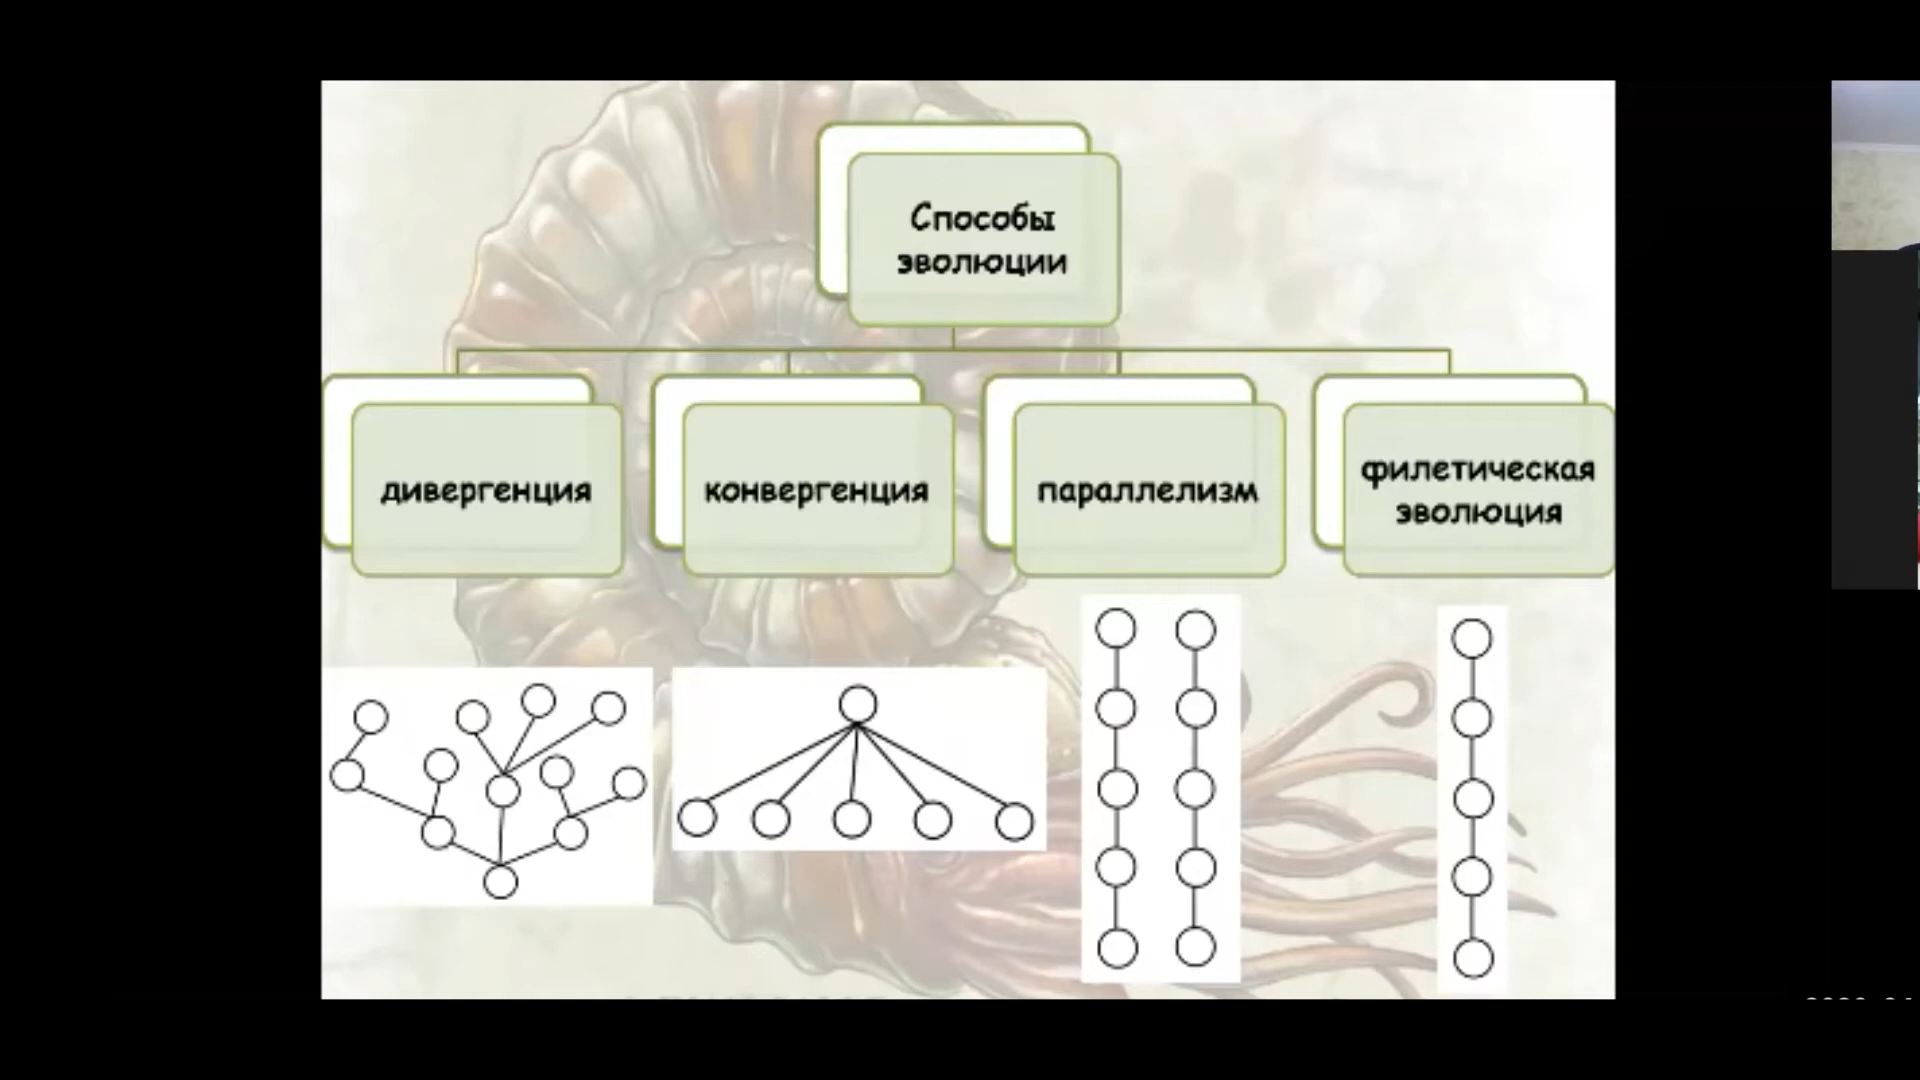 Способы
эволюции
дивергенция
конвергенция
параллелизм
филетическая
эволюция